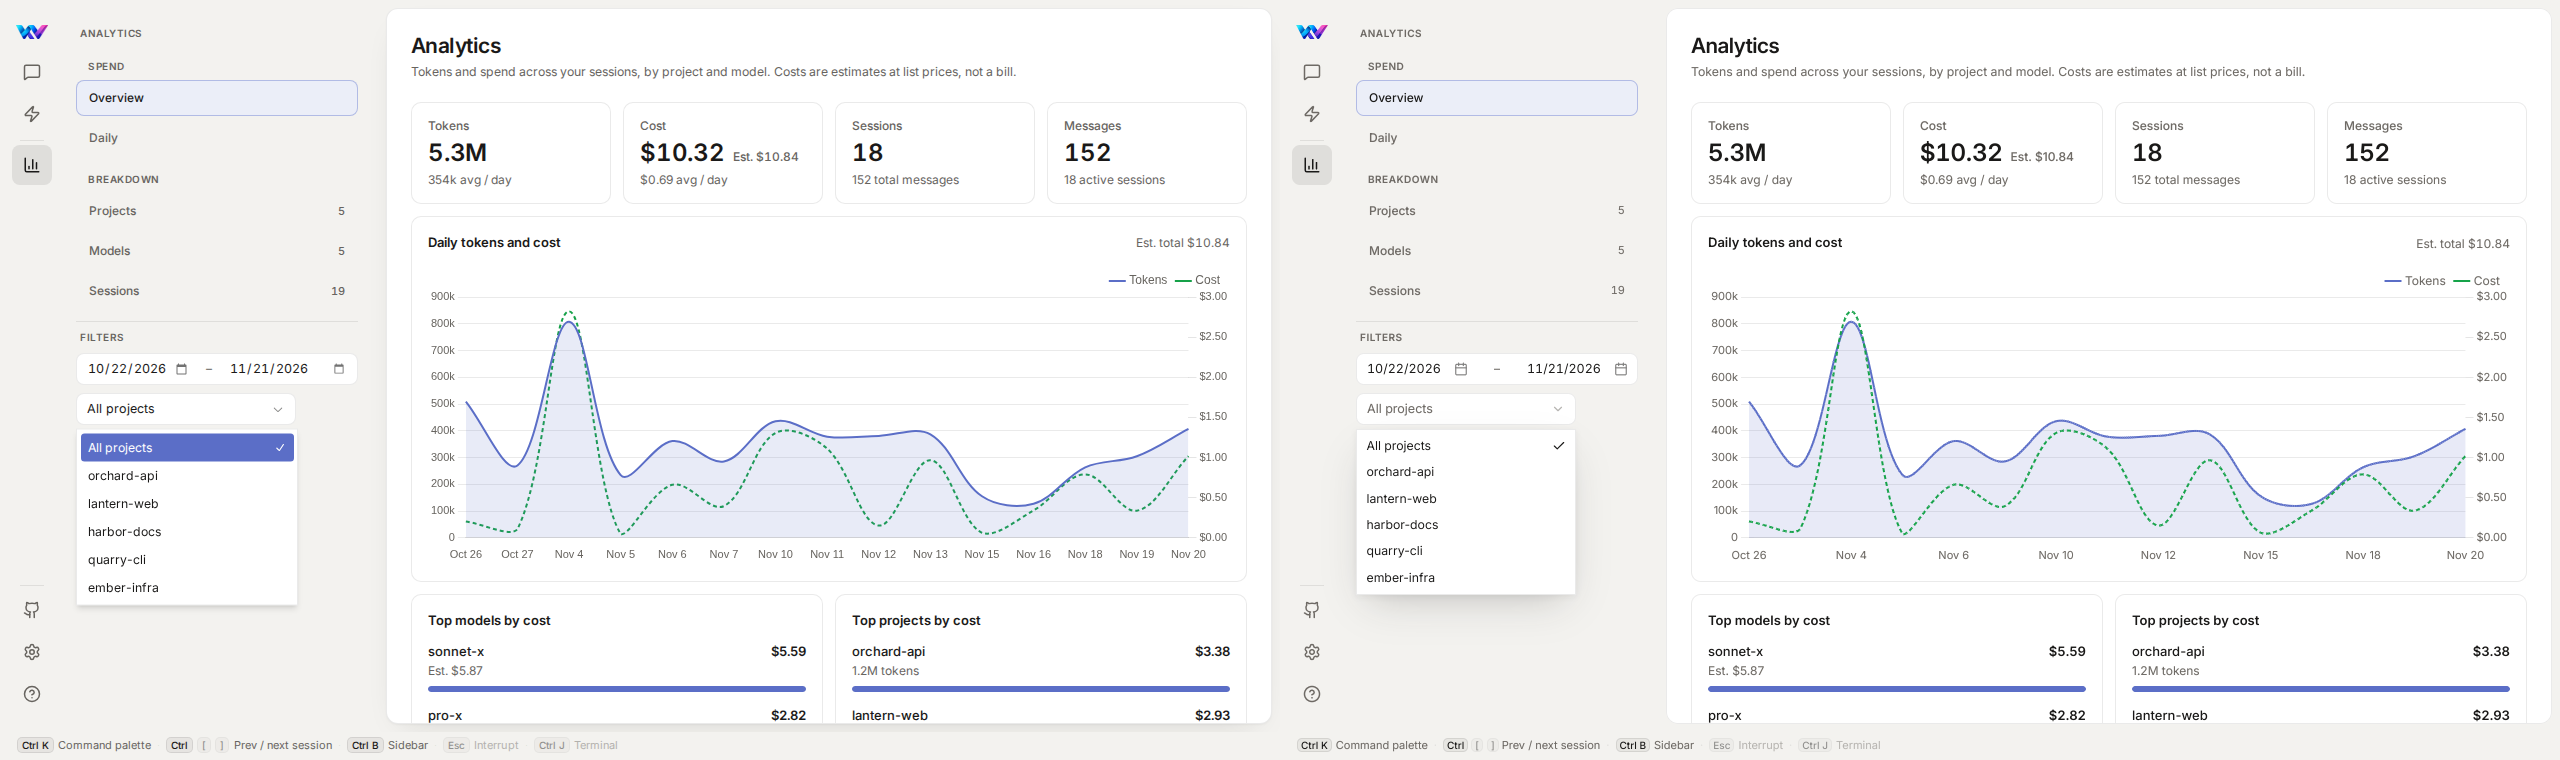 ANALYTICS
SPEND
Overview
Daily
BREAKDOWN
Projects 5
Models 5
Sessions 19
FILTERS
10/22/2026 – 11/21/2026
All projects
All projects
orchard-api
lantern-web
harbor-docs
quarry-cli
ember-infra
Analytics
Tokens and spend across your sessions, by project and model. Costs are estimates at list prices, not a bill.
Tokens
5.3M
354k avg / day
Cost
$10.32 Est. $10.84
$0.69 avg / day
Sessions
18
152 total messages
Messages
152
18 active sessions
Daily tokens and cost
Est. total $10.84
Tokens Cost
900k $3.00
800k
$2.50
700k
600k $2.00
500k
$1.50
400k
300k $1.00
200k
$0.50
100k
0 $0.00
Oct 26 Oct 27 Nov 4 Nov 5 Nov 6 Nov 7 Nov 10 Nov 11 Nov 12 Nov 13 Nov 15 Nov 16 Nov 18 Nov 19 Nov 20
Top models by cost
sonnet-x $5.59
Est. $5.87
pro-x $2.82
Top projects by cost
orchard-api $3.38
1.2M tokens
lantern-web $2.93
Ctrl K Command palette Ctrl [ ] Prev / next session Ctrl B Sidebar Esc Interrupt Ctrl J Terminal
ANALYTICS
SPEND
Overview
Daily
BREAKDOWN
Projects 5
Models 5
Sessions 19
FILTERS
10/22/2026 – 11/21/2026
All projects
All projects
orchard-api
lantern-web
harbor-docs
quarry-cli
ember-infra
Analytics
Tokens and spend across your sessions, by project and model. Costs are estimates at list prices, not a bill.
Tokens
5.3M
354k avg / day
Cost
$10.32 Est. $10.84
$0.69 avg / day
Sessions
18
152 total messages
Messages
152
18 active sessions
Daily tokens and cost
Est. total $10.84
Tokens Cost
900k $3.00
800k
$2.50
700k
600k $2.00
500k
$1.50
400k
300k $1.00
200k
$0.50
100k
0 $0.00
Oct 26 Nov 4 Nov 6 Nov 10 Nov 12 Nov 15 Nov 18 Nov 20
Top models by cost
sonnet-x $5.59
Est. $5.87
pro-x $2.82
Top projects by cost
orchard-api $3.38
1.2M tokens
lantern-web $2.93
Ctrl K Command palette Ctrl [ ] Prev / next session Ctrl B Sidebar Esc Interrupt Ctrl J Terminal